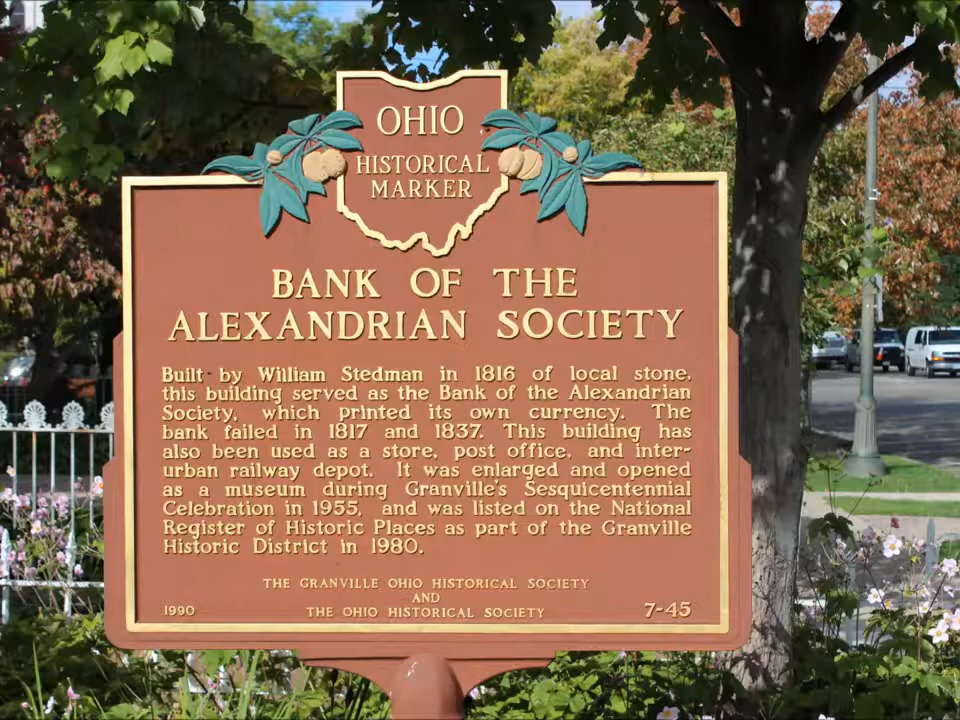 OHIO
HISTORICAL
MARKER
BANK OF THE
ALEXANDRIAN SOCIETY
Built by William Stedman in 1816 of local stone,
this building served as the Bank of the Alexandrian
Society, which printed its own currency. The
bank failed in 1817 and 1837. This building has
also been used as a store, post office, and inter-
urban railway depot. It was enlarged and opened
as a museum during Granville's Sesquicentennial
Celebration in 1955, and was listed on the National
Register of Historic Places as part of the Granville
Historic District in 1980.
THE GRANVILLE OHIO HISTORICAL SOCIETY
AND
1990 THE OHIO HISTORICAL SOCIETY 7-45